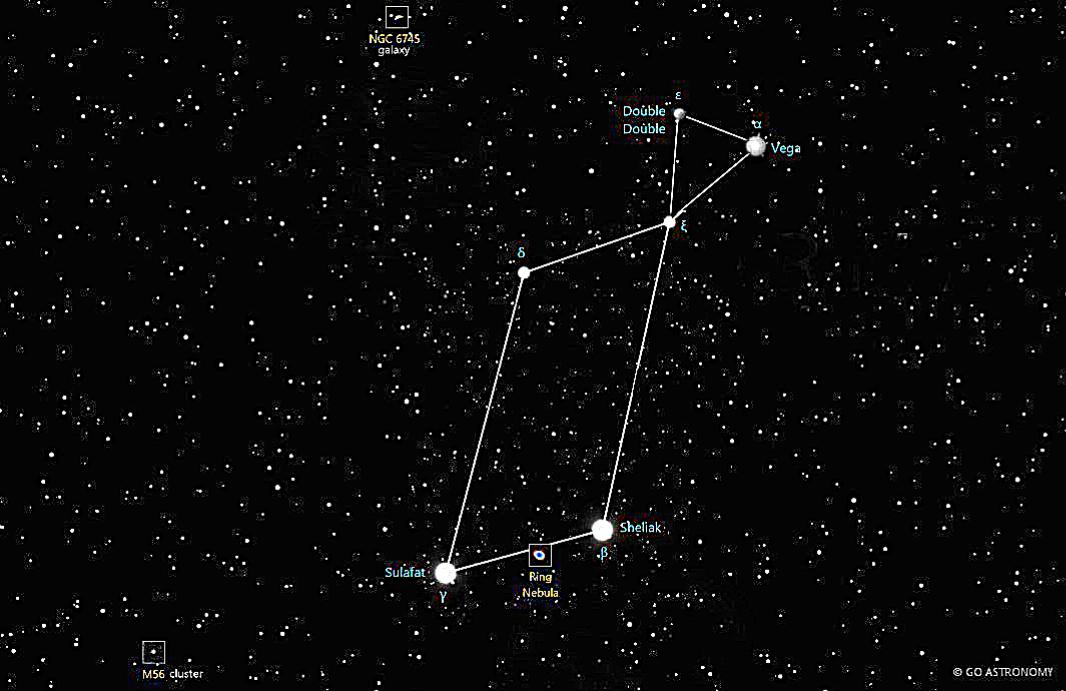 NGC 6745
galaxy
ε
Double
Double
α
Vega
ξ
δ
Sheliak
β
Sulafat
γ
Ring
Nebula
M56 cluster
© GO ASTRONOMY